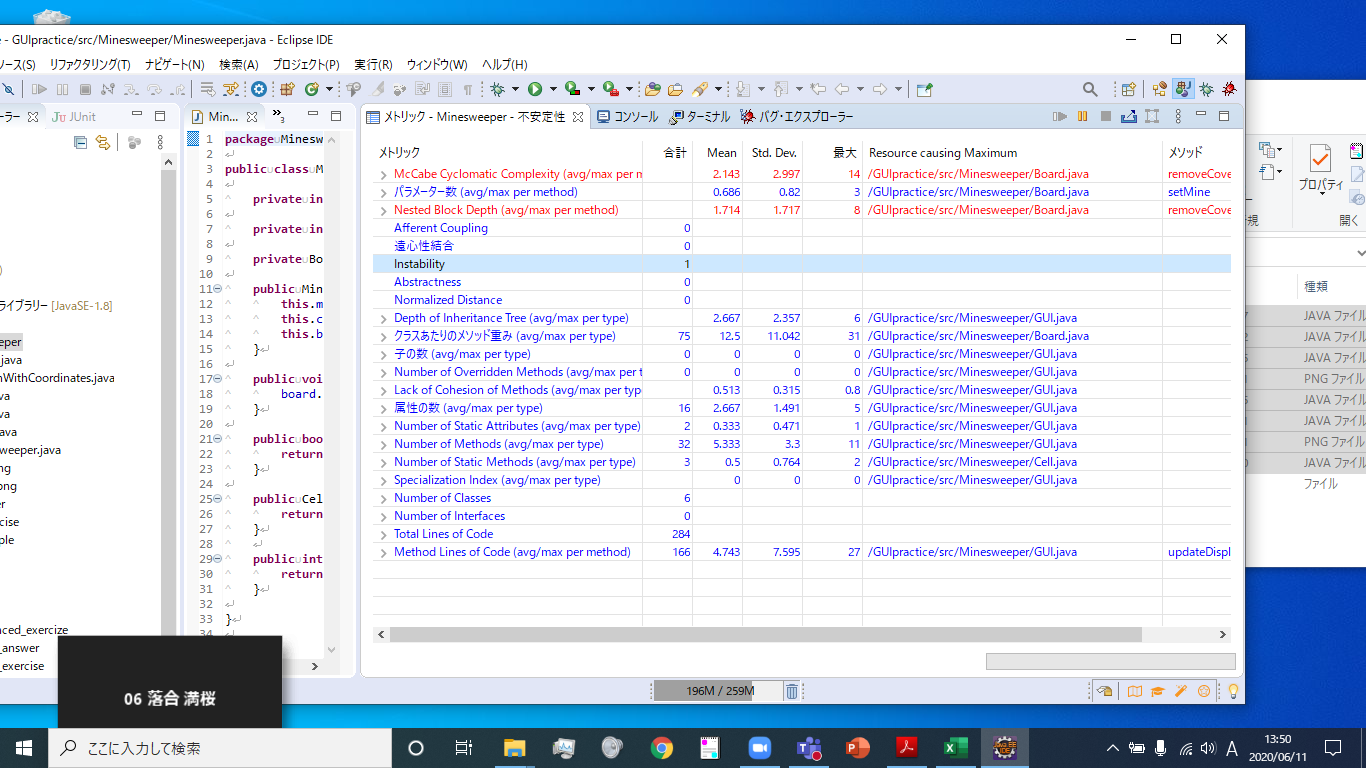 - GUIpractice/src/Minesweeper/Minesweeper.java - Eclipse IDE
ース(S) リファクタリング(T) ナビゲート(N) 検索(A) プロジェクト(P) 実行(R) ウィンドウ(W) ヘルプ(H)
ラー JUnit
Min...
メトリック - Minesweeper - 不安定性 コンソール ターミナル バグ・エクスプローラー
ライブラリー [JavaSE-1.8]
eper
.java
nWithCoordinates.java
va
va
ava
weeper.java
ng
png
er
cise
ple
nced_exercize
_answer
_exercise
1 package Minesw
2
3 public class M
4
5 private in
6
7 private in
8
9 private Bo
10
11 public Min
12 this.m
13 this.c
14 this.b
15 }
16
17 public voi
18 board.
19 }
20
21 public boo
22 return
23 }
24
25 public Cel
26 return
27 }
28
29 public int
30 return
31 }
32
33 }
34
メトリック 合計 Mean Std. Dev. 最大 Resource causing Maximum メソッド
McCabe Cyclomatic Complexity (avg/max per m 2.143 2.997 14 /GUIpractice/src/Minesweeper/Board.java removeCove
パラメーター数 (avg/max per method) 0.686 0.82 3 /GUIpractice/src/Minesweeper/Board.java setMine
Nested Block Depth (avg/max per method) 1.714 1.717 8 /GUIpractice/src/Minesweeper/Board.java removeCove
Afferent Coupling 0
遠心性結合 0
Instability 1
Abstractness 0
Normalized Distance 0
Depth of Inheritance Tree (avg/max per type) 2.667 2.357 6 /GUIpractice/src/Minesweeper/GUI.java
クラスあたりのメソッド重み (avg/max per type) 75 12.5 11.042 31 /GUIpractice/src/Minesweeper/Board.java
子の数 (avg/max per type) 0 0 0 0 /GUIpractice/src/Minesweeper/GUI.java
Number of Overridden Methods (avg/max per t 0 0 0 0 /GUIpractice/src/Minesweeper/GUI.java
Lack of Cohesion of Methods (avg/max per typ 0.513 0.315 0.8 /GUIpractice/src/Minesweeper/GUI.java
属性の数 (avg/max per type) 16 2.667 1.491 5 /GUIpractice/src/Minesweeper/GUI.java
Number of Static Attributes (avg/max per type) 2 0.333 0.471 1 /GUIpractice/src/Minesweeper/GUI.java
Number of Methods (avg/max per type) 32 5.333 3.3 11 /GUIpractice/src/Minesweeper/GUI.java
Number of Static Methods (avg/max per type) 3 0.5 0.764 2 /GUIpractice/src/Minesweeper/Cell.java
Specialization Index (avg/max per type) 0 0 0 /GUIpractice/src/Minesweeper/GUI.java
Number of Classes 6
Number of Interfaces 0
Total Lines of Code 284
Method Lines of Code (avg/max per method) 166 4.743 7.595 27 /GUIpractice/src/Minesweeper/GUI.java updateDispl
196M / 259M
プロパティ
規 開く
種類
JAVA ファイル
JAVA ファイル
JAVA ファイル
PNG ファイル
JAVA ファイル
JAVA ファイル
PNG ファイル
JAVA ファイル
ファイル
06 落合 満桜
ここに入力して検索
A
13:50
2020/06/11